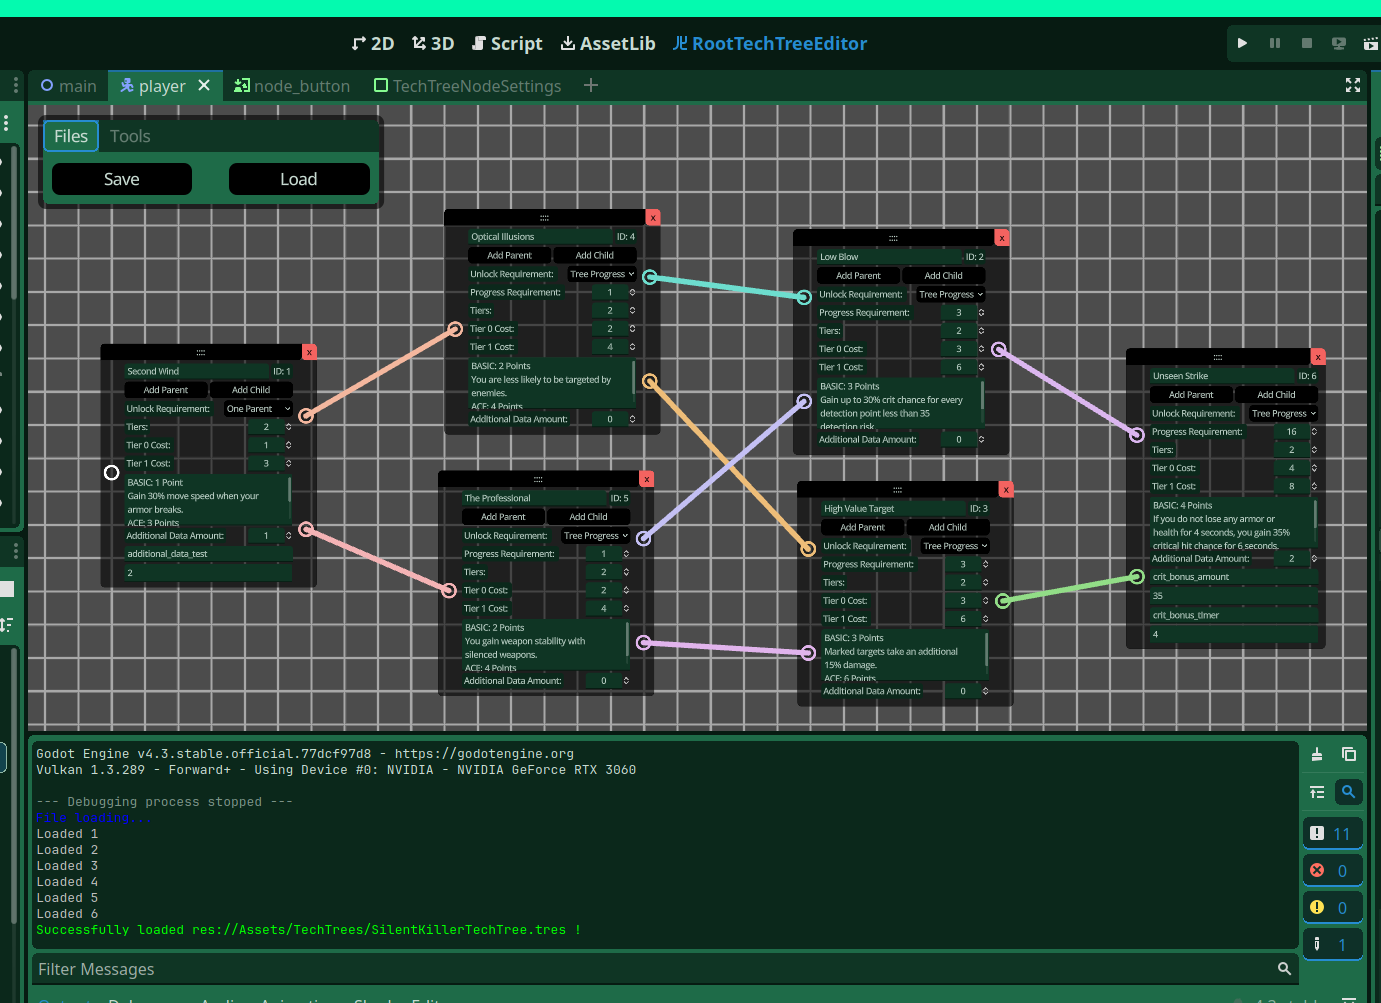 2D 3D Script AssetLib RootTechTreeEditor
main player node_button TechTreeNodeSettings
Files Tools
Save Load
Second Wind ID: 1
Add Parent Add Child
Unlock Requirement: One Parent
Tiers: 2
Tier 0 Cost: 1
Tier 1 Cost: 3
BASIC: 1 Point
Gain 30% move speed when your
armor breaks.
ACE: 3 Points
Additional Data Amount: 1
additional_data_test
2
Optical Illusions ID: 4
Add Parent Add Child
Unlock Requirement: Tree Progress
Progress Requirement: 1
Tiers: 2
Tier 0 Cost: 2
Tier 1 Cost: 4
BASIC: 2 Points
You are less likely to be targeted by
enemies.
ACE: 4 Points
Additional Data Amount: 0
The Professional ID: 5
Add Parent Add Child
Unlock Requirement: Tree Progress
Progress Requirement: 1
Tiers: 2
Tier 0 Cost: 2
Tier 1 Cost: 4
BASIC: 2 Points
You gain weapon stability with
silenced weapons.
ACE: 4 Points
Additional Data Amount: 0
Low Blow ID: 2
Add Parent Add Child
Unlock Requirement: Tree Progress
Progress Requirement: 3
Tiers: 2
Tier 0 Cost: 3
Tier 1 Cost: 6
BASIC: 3 Points
Gain up to 30% crit chance for every
detection point less than 35
detection risk
Additional Data Amount: 0
High Value Target ID: 3
Add Parent Add Child
Unlock Requirement: Tree Progress
Progress Requirement: 3
Tiers: 2
Tier 0 Cost: 3
Tier 1 Cost: 6
BASIC: 3 Points
Marked targets take an additional
15% damage.
ACE: 6 Points
Additional Data Amount: 0
Unseen Strike ID: 6
Add Parent Add Child
Unlock Requirement: Tree Progress
Progress Requirement: 16
Tiers: 2
Tier 0 Cost: 4
Tier 1 Cost: 8
BASIC: 4 Points
If you do not lose any armor or
health for 4 seconds, you gain 35%
critical hit chance for 6 seconds.
Additional Data Amount: 2
crit_bonus_amount
35
crit_bonus_timer
4
Godot Engine v4.3.stable.official.77dcf97d8 - https://godotengine.org
Vulkan 1.3.289 - Forward+ - Using Device #0: NVIDIA - NVIDIA GeForce RTX 3060
--- Debugging process stopped ---
Loaded 1
Loaded 2
Loaded 3
Loaded 4
Loaded 5
Loaded 6
Successfully loaded res://Assets/TechTrees/SilentKillerTechTree.tres !
11
0
0
1
Filter Messages